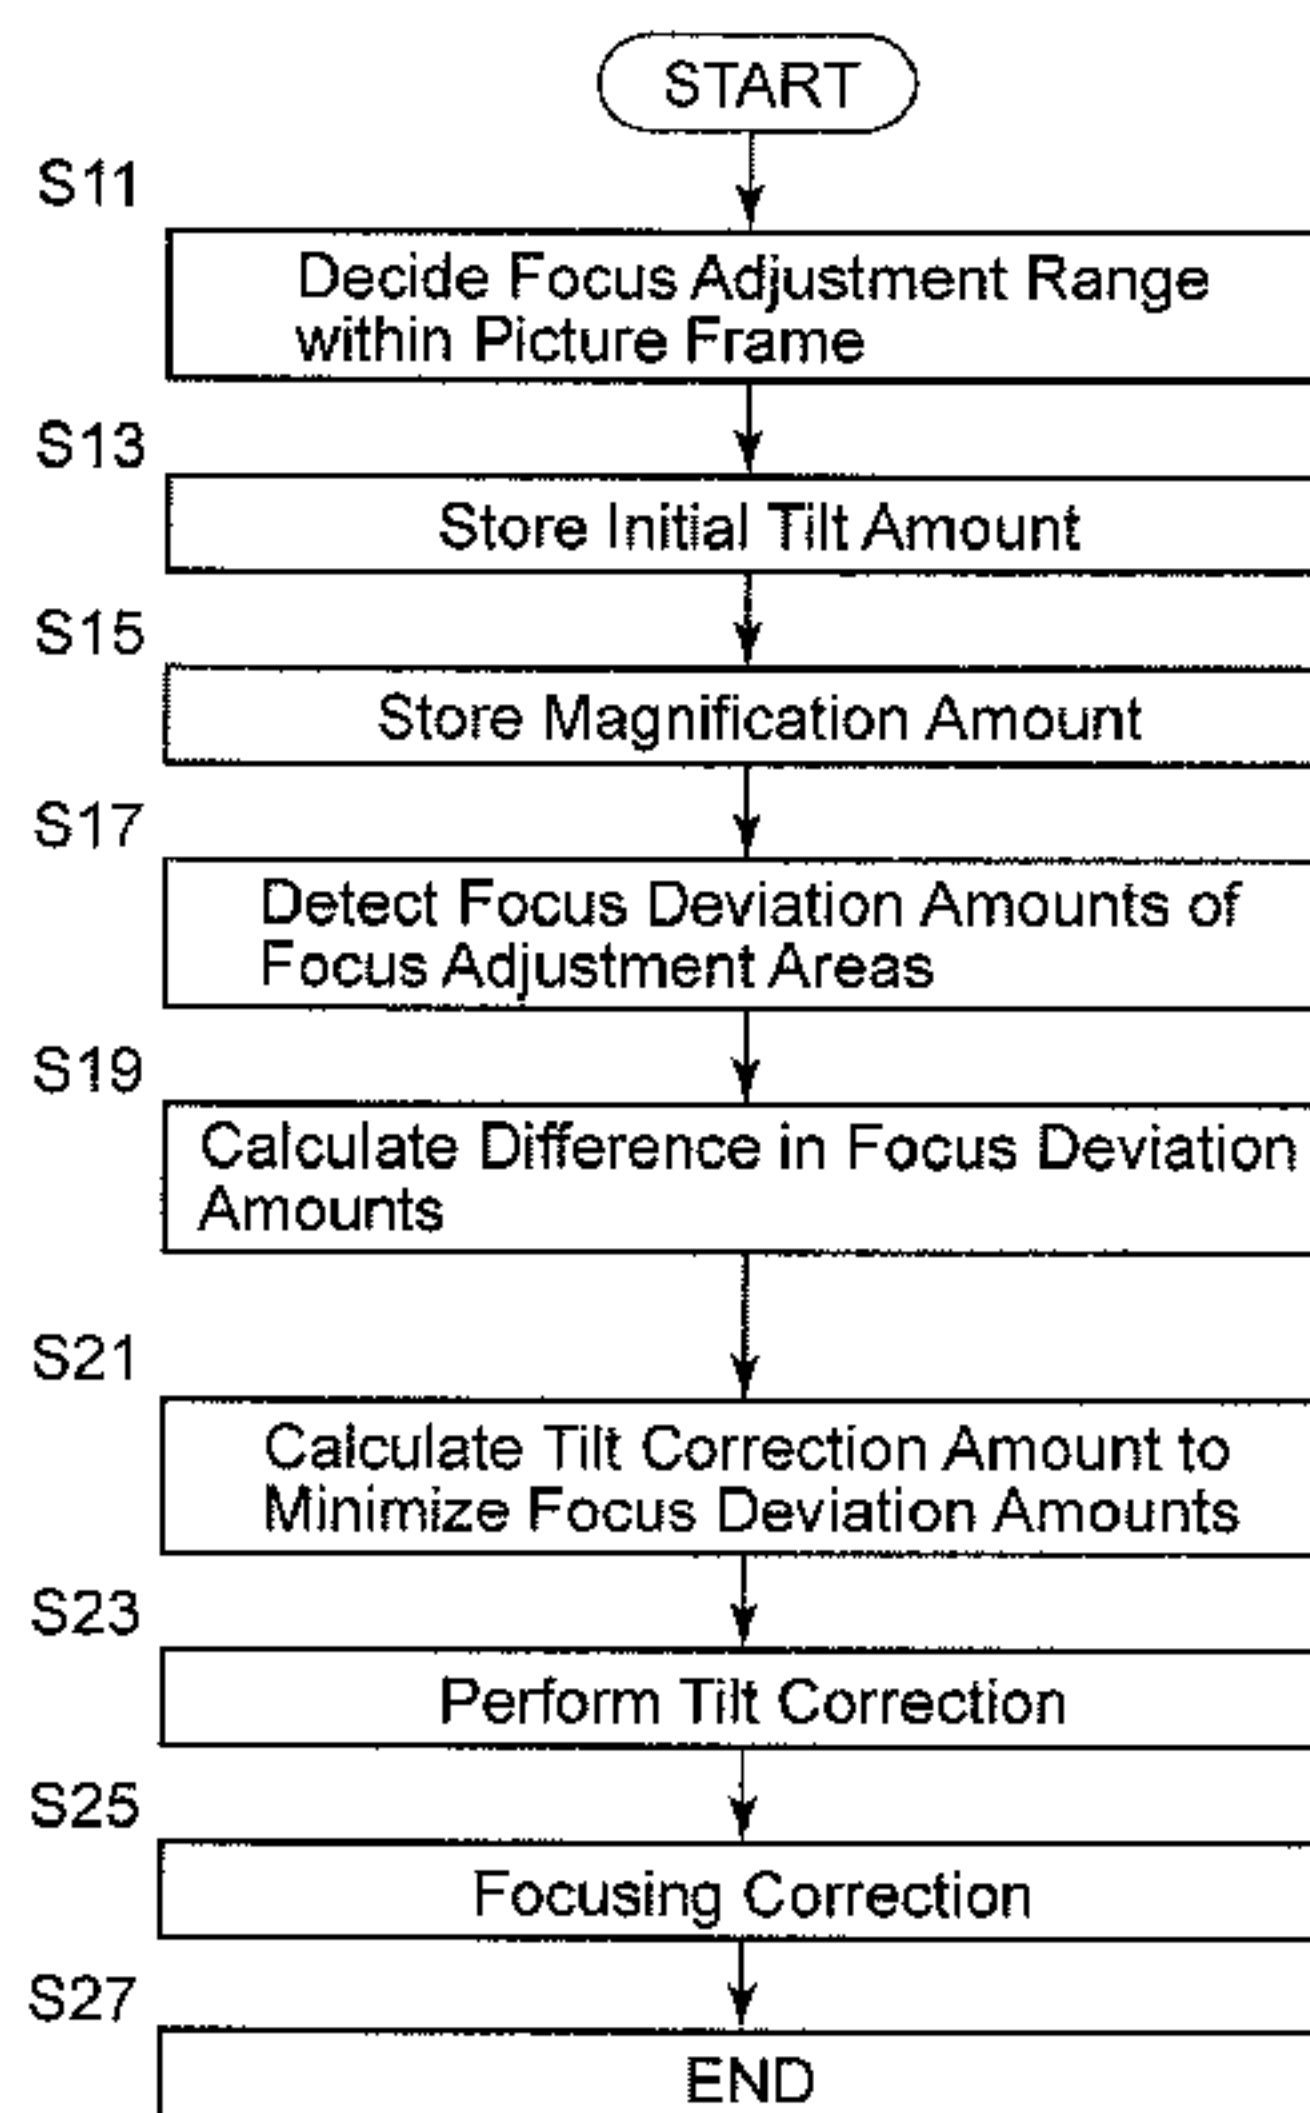 START
S11
Decide Focus Adjustment Range
within Picture Frame
S13
Store Initial Tilt Amount
S15
Store Magnification Amount
S17
Detect Focus Deviation Amounts of
Focus Adjustment Areas
S19
Calculate Difference in Focus Deviation
Amounts
S21
Calculate Tilt Correction Amount to
Minimize Focus Deviation Amounts
S23
Perform Tilt Correction
S25
Focusing Correction
S27
END